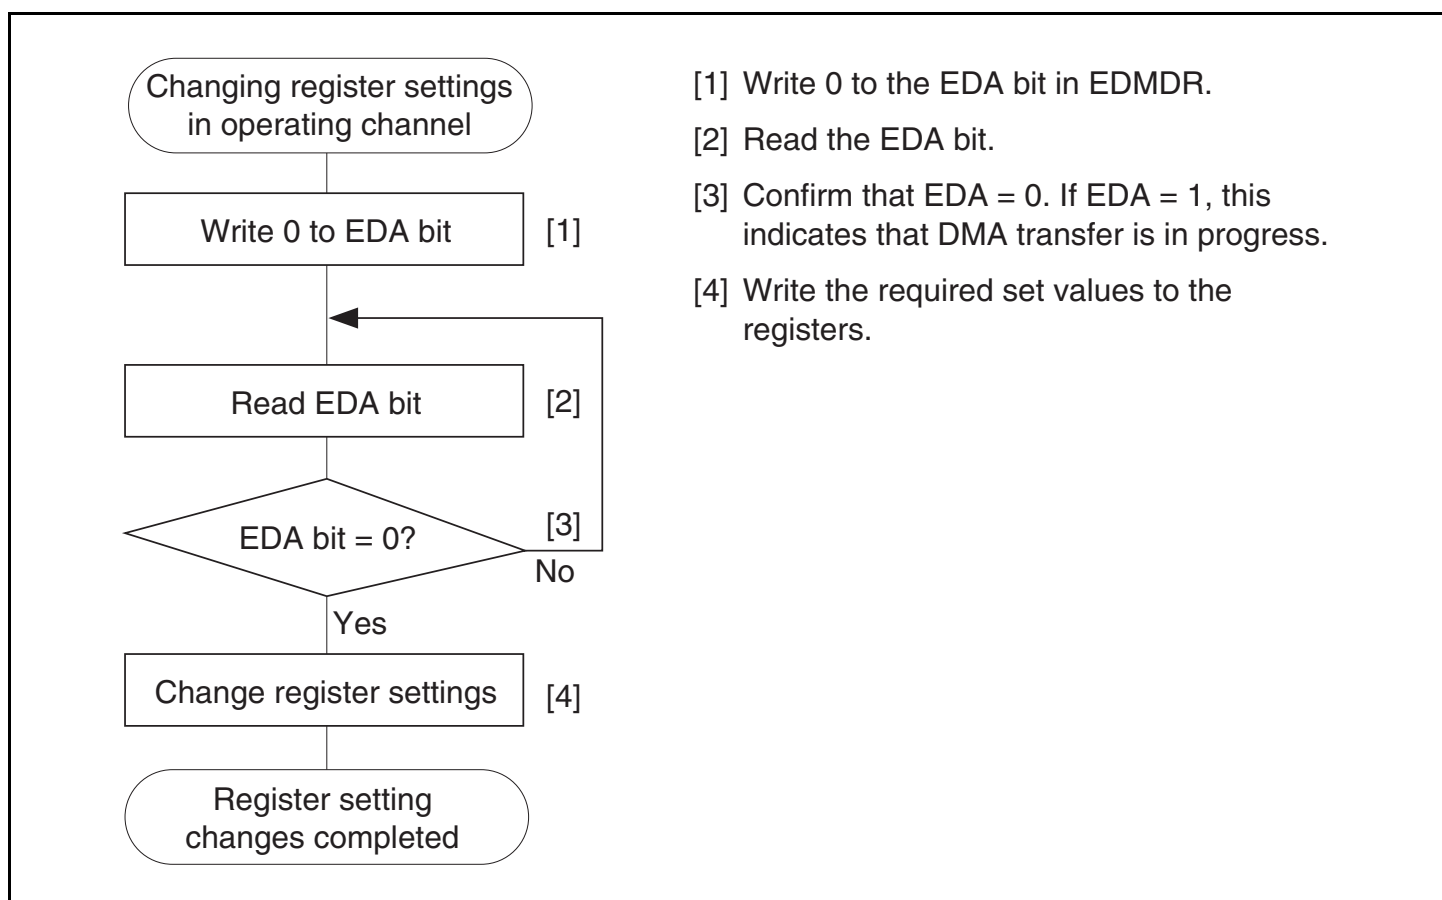 Changing register settings
in operating channel
Write 0 to EDA bit
[1]
Read EDA bit
[2]
EDA bit = 0?
[3]
No
Yes
Change register settings
[4]
Register setting
changes completed
[1] Write 0 to the EDA bit in EDMDR.
[2] Read the EDA bit.
[3] Confirm that EDA = 0. If EDA = 1, this
indicates that DMA transfer is in progress.
[4] Write the required set values to the
registers.